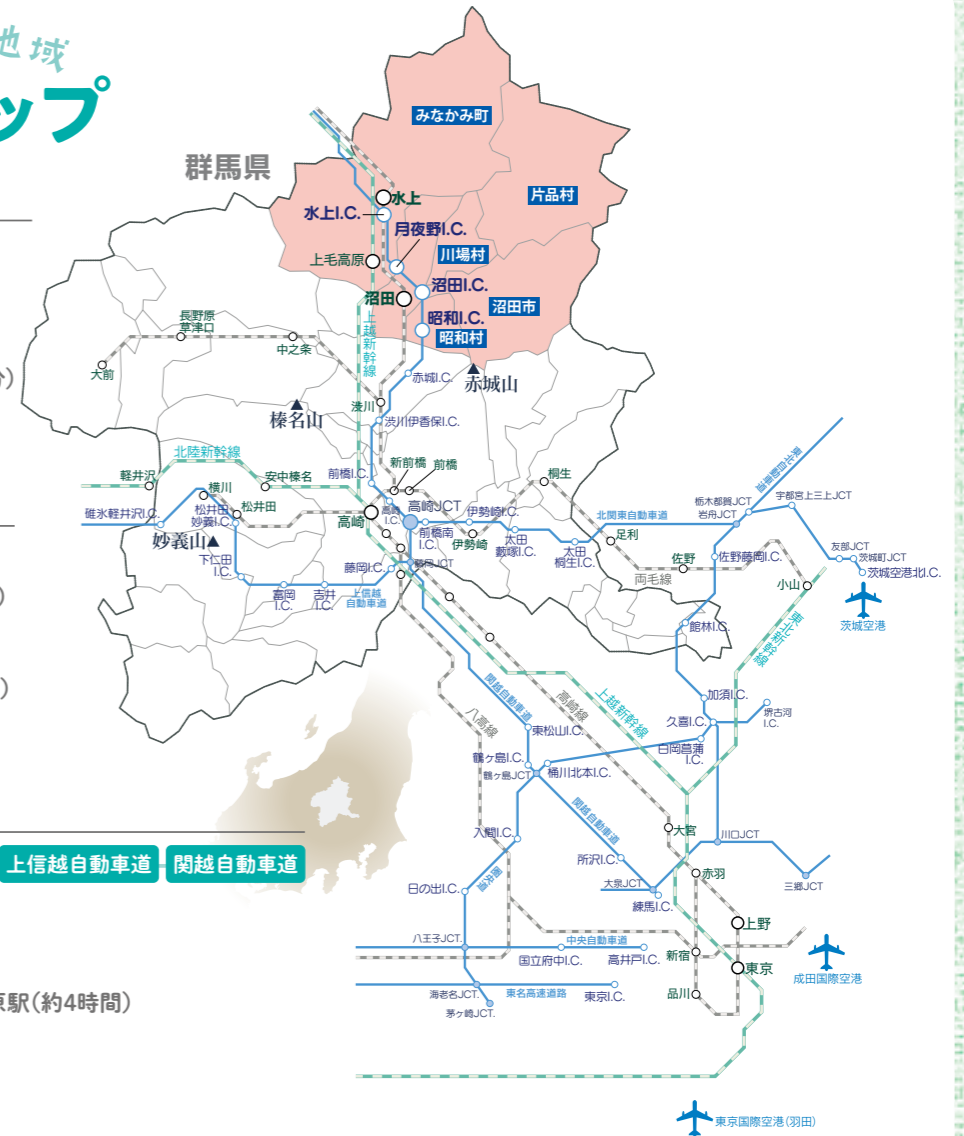 地域
ップ
群馬県
みなかみ町
片品村
水上
水上I.C.
月夜野I.C.
川場村
上毛高原
沼田I.C.
沼田
沼田市
昭和I.C.
昭和村
上越新幹線
長野原
草津口
中之条
大前
赤城I.C.
赤城山
渋川
榛名山
渋川伊香保I.C.
分)
北陸新幹線
軽井沢
安中榛名
新前橋
前橋
前橋I.C.
桐生
横川
松井田
松井田
妙義I.C.
碓氷軽井沢I.C.
妙義山
高崎
高崎
I.C.
高崎JCT
前橋南
I.C.
伊勢崎I.C.
伊勢崎
太田
藪塚I.C.
太田
桐生I.C.
北関東自動車道
足利
栃木都賀JCT
岩舟JCT
東北自動車道
宇都宮上三上JCT
友部JCT
茨城町JCT
茨城空港北I.C.
茨城空港
佐野藤岡I.C.
佐野
両毛線
小山
下仁田
I.C.
富岡
I.C.
吉井
I.C.
藤岡I.C.
藤岡JCT
上信越
自動車道
館林I.C.
東北新幹線
加須I.C.
久喜I.C.
堺古河
I.C.
白岡菖蒲
I.C.
関越自動車道
高崎線
上越新幹線
八高線
東松山I.C.
鶴ヶ島I.C.
鶴ヶ島JCT
桶川北本I.C.
関越自動車道
大宮
川口JCT
入間I.C.
所沢I.C.
大泉JCT
練馬I.C.
赤羽
三郷JCT
圏央道
日の出I.C.
上信越自動車道
関越自動車道
八王子JCT.
中央自動車道
国立府中I.C.
高井戸I.C.
新宿
上野
東京
成田国際空港
海老名JCT.
東名高速道路
東京I.C.
品川
茅ヶ崎JCT.
原駅(約4時間)
東京国際空港(羽田)